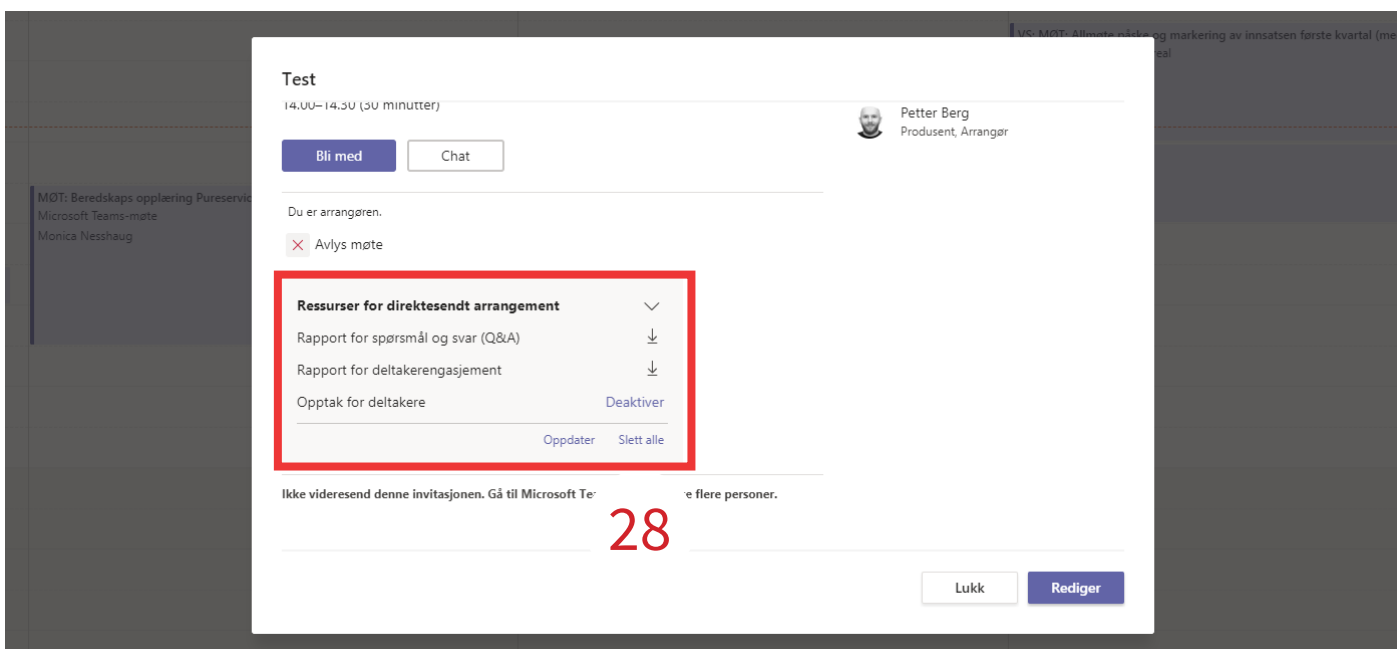 VS: MØT: Allmøte påske og markering av innsatsen første kvartal (me
eal
Test
14.00–14.30 (30 minutter)
Petter Berg
Produsent, Arrangør
Bli med
Chat
MØT: Beredskaps opplæring Pureservic
Microsoft Teams-møte
Monica Nesshaug
Du er arrangøren.
Avlys møte
Ressurser for direktesendt arrangement
Rapport for spørsmål og svar (Q&A)
Rapport for deltakerengasjement
Opptak for deltakere Deaktiver
Oppdater Slett alle
Ikke videresend denne invitasjonen. Gå til Microsoft Te e flere personer.
28
Lukk
Rediger